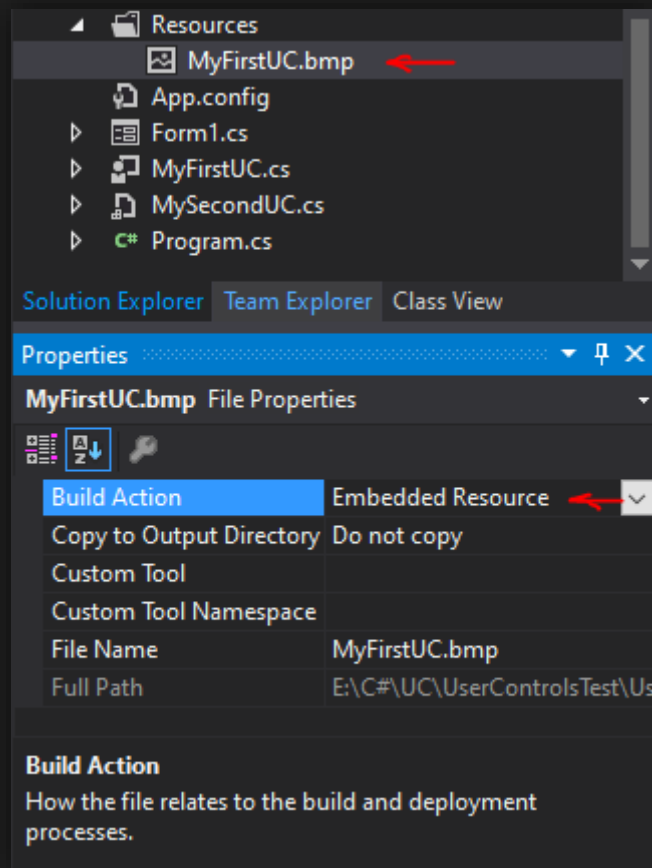 Resources
MyFirstUC.bmp
App.config
Form1.cs
MyFirstUC.cs
MySecondUC.cs
C# Program.cs
Solution Explorer Team Explorer Class View
Properties
MyFirstUC.bmp File Properties
Build Action Embedded Resource
Copy to Output Directory Do not copy
Custom Tool
Custom Tool Namespace
File Name MyFirstUC.bmp
Full Path E:\C#\UC\UserControlsTest\Us
Build Action
How the file relates to the build and deployment
processes.